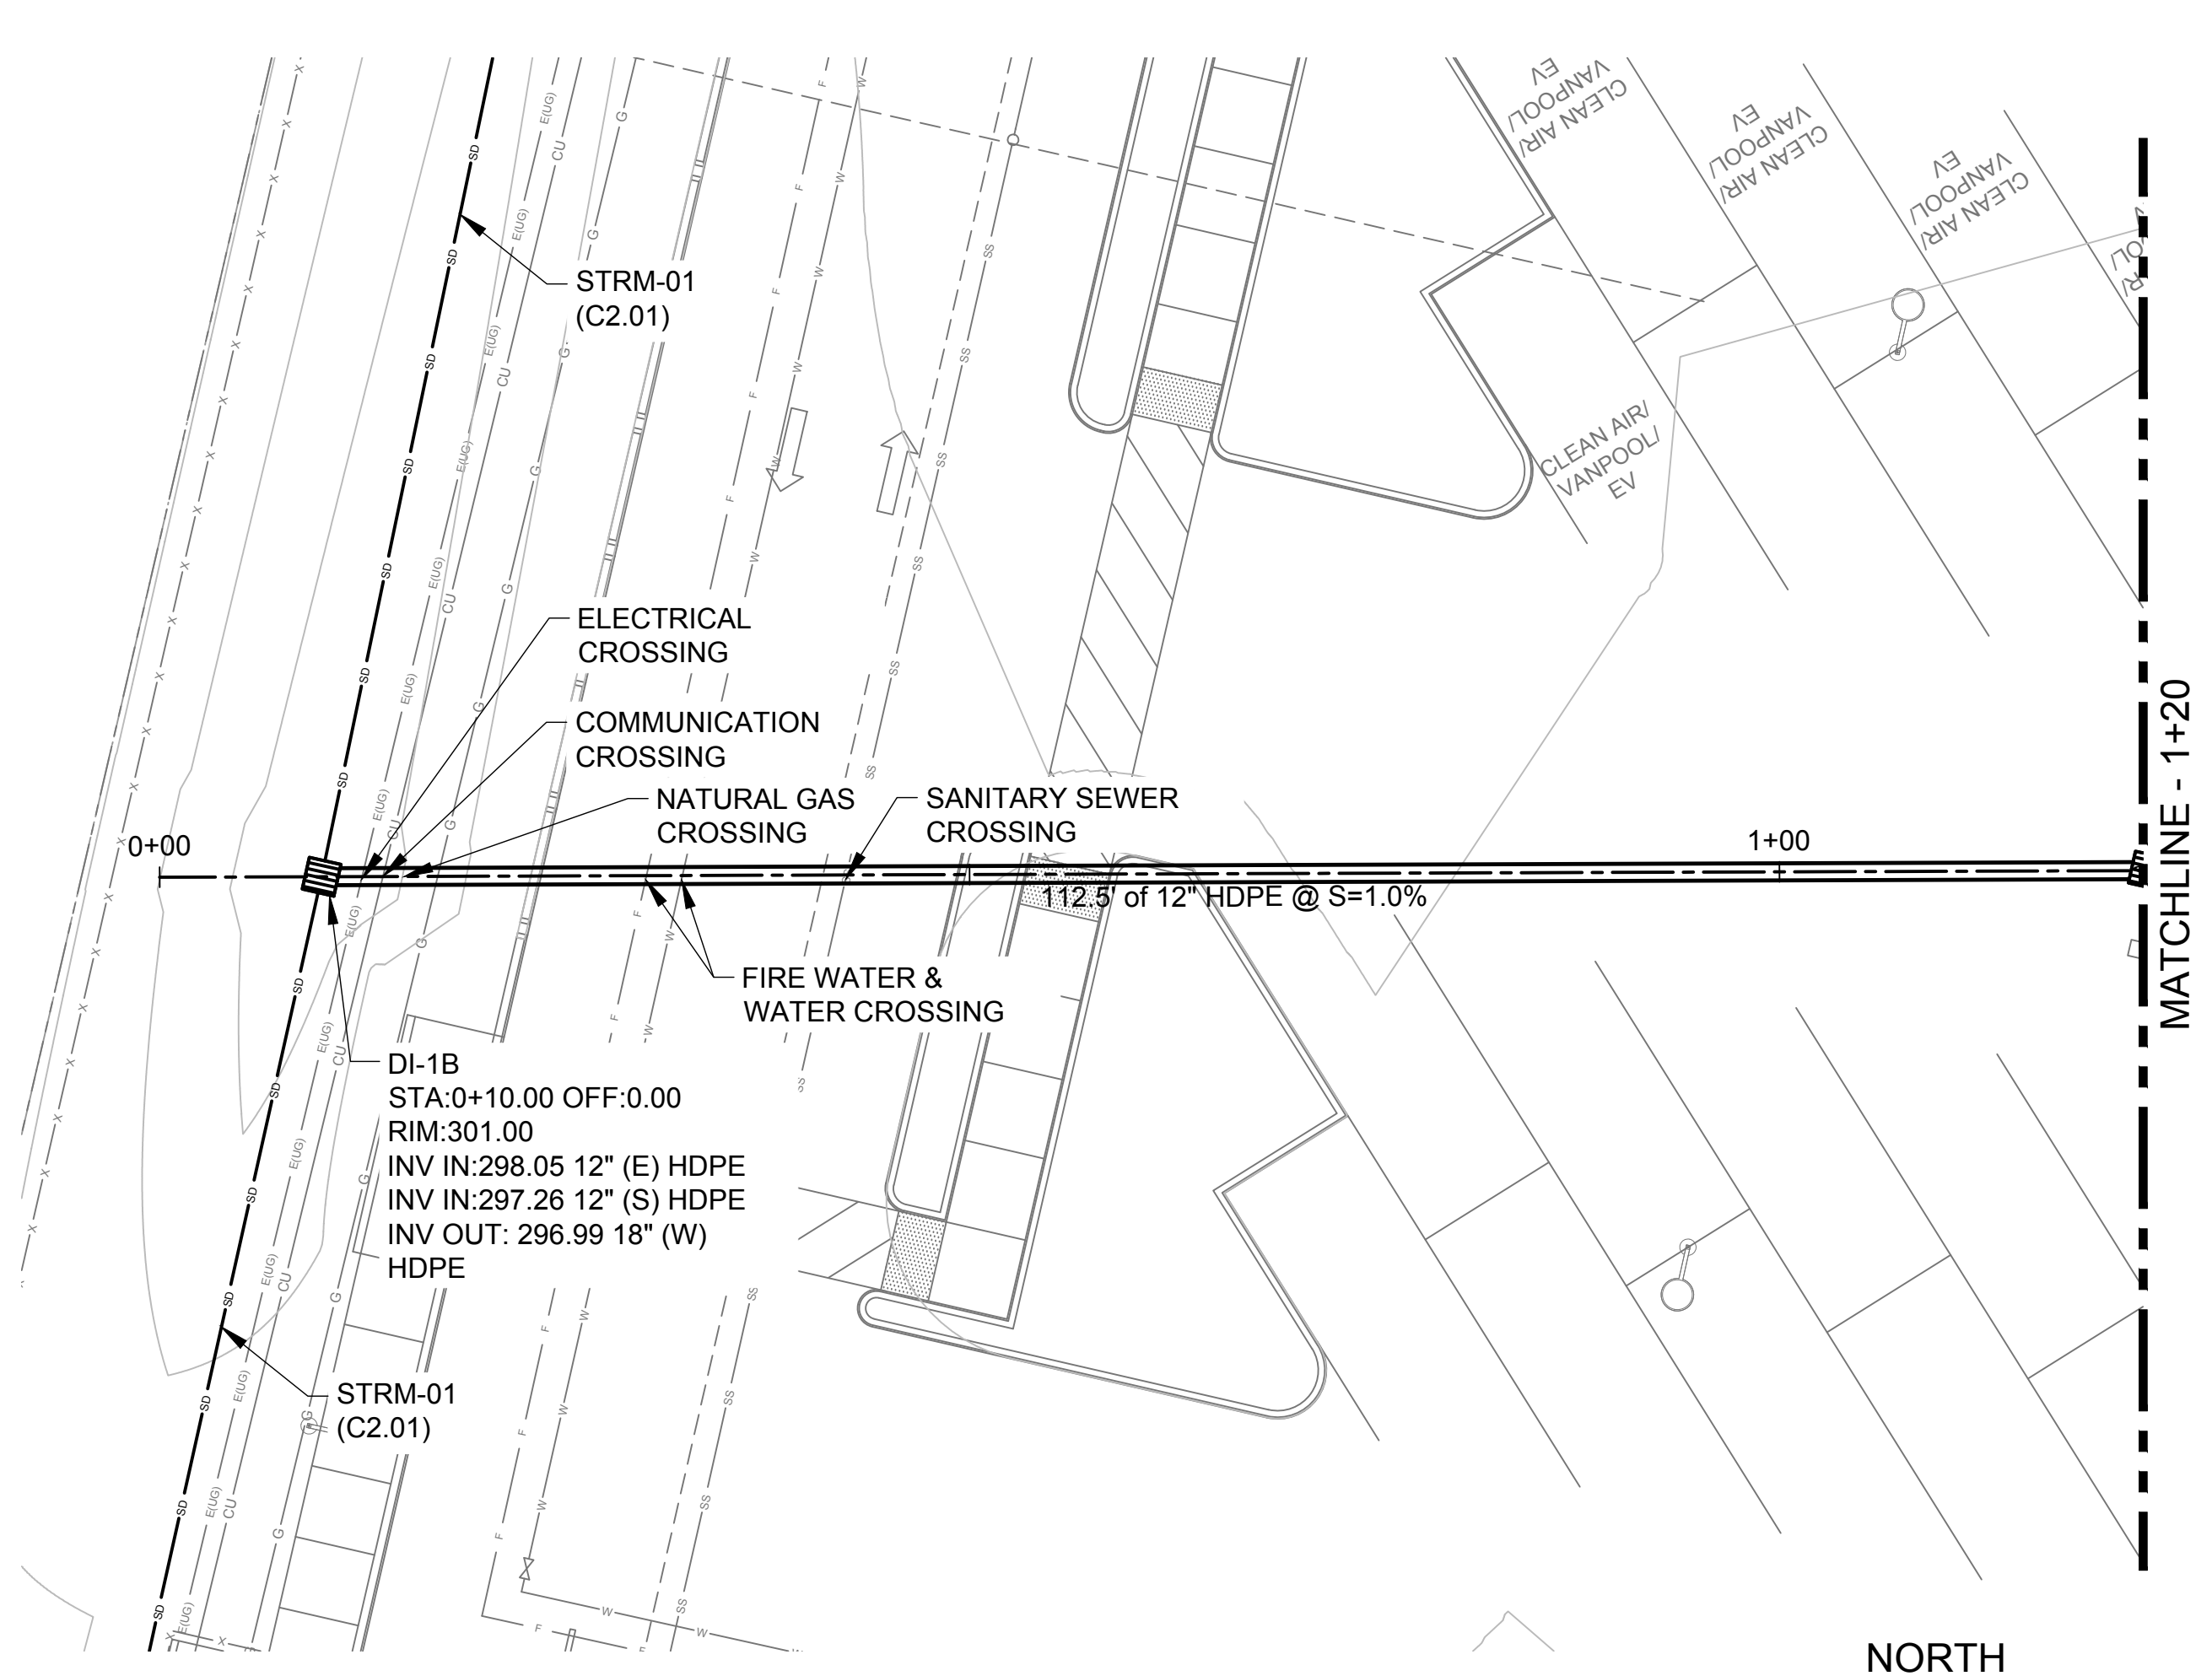 CLEAN AIR/
VANPOOL/
EV
CLEAN AIR/
VANPOOL/
EV
CLEAN AIR/
VANPOOL/
EV
STRM-01
(C2.01)
CLEAN AIR/
VANPOOL/
EV
ELECTRICAL
CROSSING
COMMUNICATION
CROSSING
NATURAL GAS
CROSSING
SANITARY SEWER
CROSSING
0+00
1+00
112.5' of 12" HDPE @ S=1.0%
MATCHLINE - 1+20
FIRE WATER &
WATER CROSSING
DI-1B
STA:0+10.00 OFF:0.00
RIM:301.00
INV IN:298.05 12" (E) HDPE
INV IN:297.26 12" (S) HDPE
INV OUT: 296.99 18" (W)
HDPE
STRM-01
(C2.01)
NORTH
SD
E(UG)
CU
G
F
W
SS
X